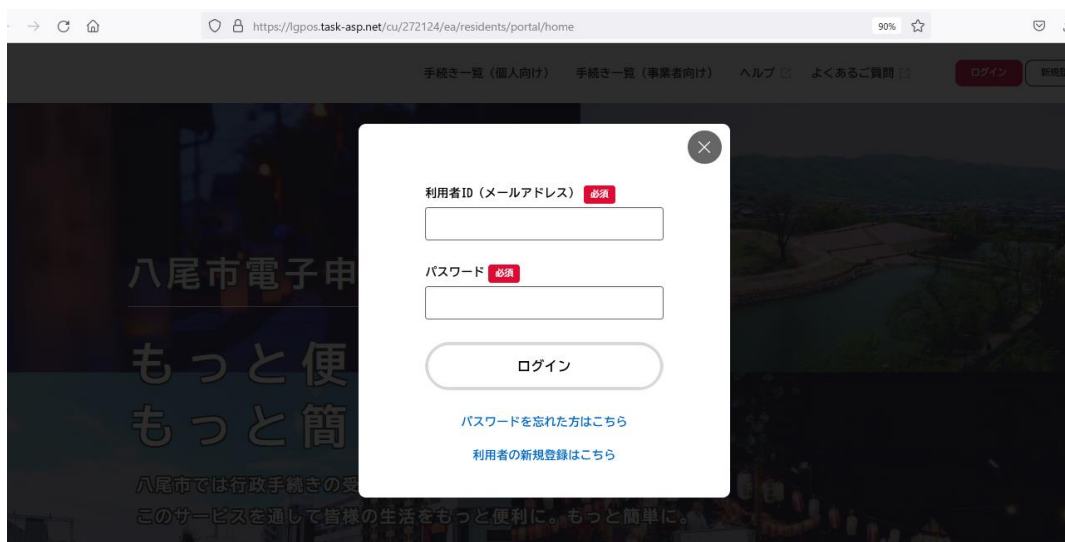 https://lgpos.task-asp.net/cu/272124/ea/residents/portal/home
90%
手続き一覧（個人向け） 手続き一覧（事業者向け） ヘルプ よくあるご質問 ログイン 新規登
利用者ID（メールアドレス） 必須
パスワード 必須
ログイン
パスワードを忘れた方はこちら
利用者の新規登録はこちら
八尾市電子申
もっと便
もっと簡
八尾市では行政手続きの受
このサービスを通して皆様の生活をもっと便利に。もっと簡単に。